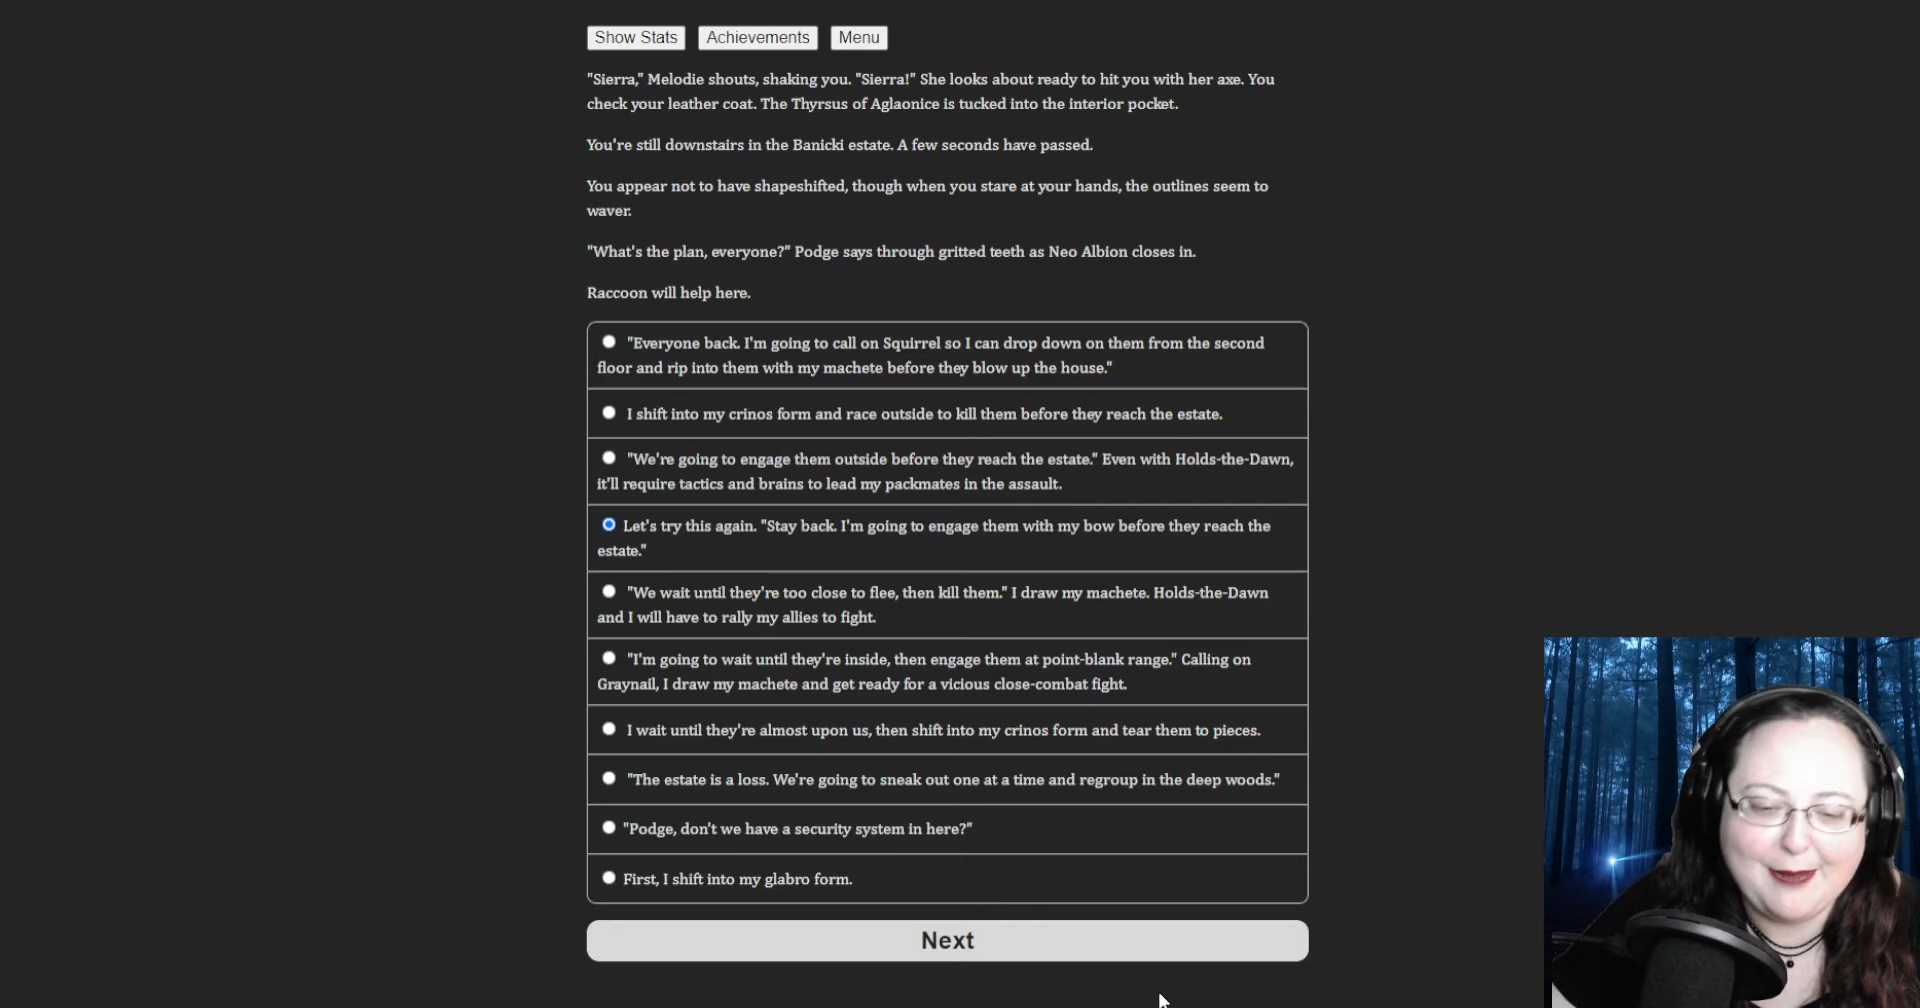 Show Stats
Achievements
Menu
"Sierra," Melodie shouts, shaking you. "Sierra!" She looks about ready to hit you with her axe. You
check your leather coat. The Thyrsus of Aglaonice is tucked into the interior pocket.
You're still downstairs in the Banicki estate. A few seconds have passed.
You appear not to have shapeshifted, though when you stare at your hands, the outlines seem to
waver.
"What's the plan, everyone?" Podge says through gritted teeth as Neo Albion closes in.
Raccoon will help here.
"Everyone back. I'm going to call on Squirrel so I can drop down on them from the second
floor and rip into them with my machete before they blow up the house."
I shift into my crinos form and race outside to kill them before they reach the estate.
"We're going to engage them outside before they reach the estate." Even with Holds-the-Dawn,
it'll require tactics and brains to lead my packmates in the assault.
Let's try this again. "Stay back. I'm going to engage them with my bow before they reach the
estate."
"We wait until they're too close to flee, then kill them." I draw my machete. Holds-the-Dawn
and I will have to rally my allies to fight.
"I'm going to wait until they're inside, then engage them at point-blank range." Calling on
Graynail, I draw my machete and get ready for a vicious close-combat fight.
I wait until they're almost upon us, then shift into my crinos form and tear them to pieces.
"The estate is a loss. We're going to sneak out one at a time and regroup in the deep woods."
"Podge, don't we have a security system in here?"
First, I shift into my glabro form.
Next